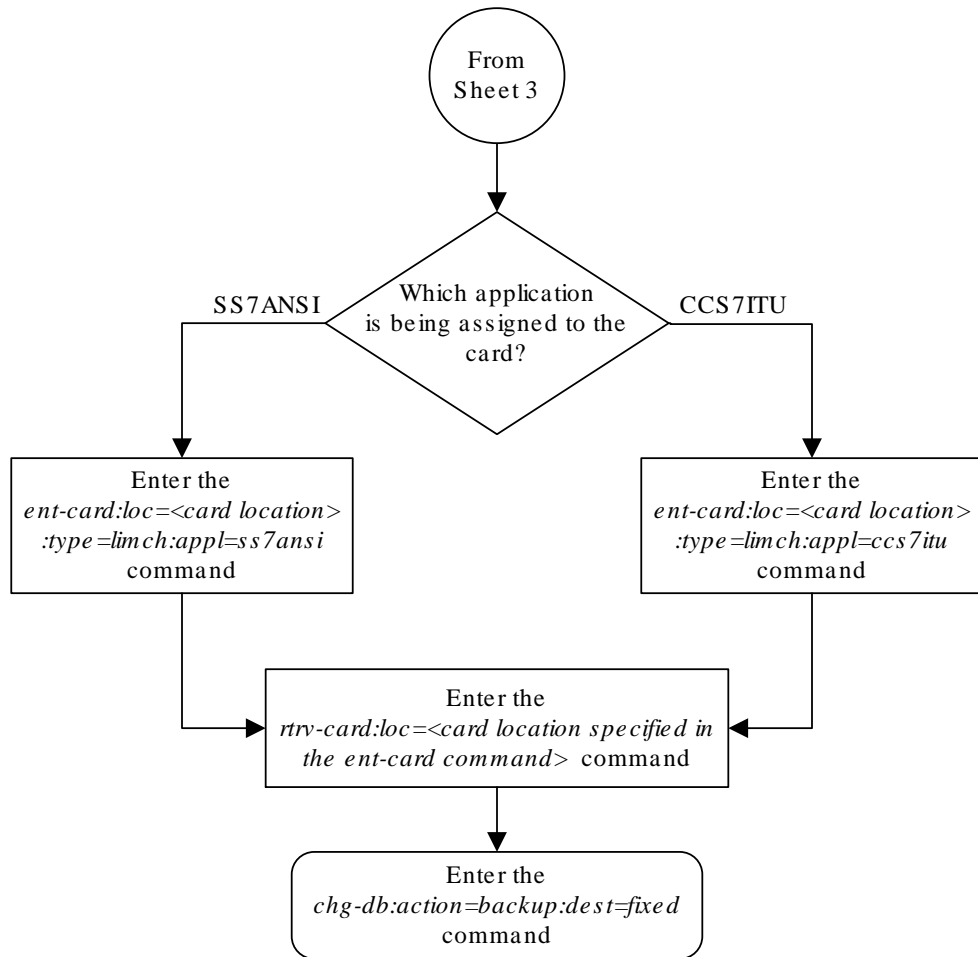 From
Sheet 3
Which application
is being assigned to the
card?
SS7ANSI
CCS7ITU
Enter the
ent-card:loc=<card location>
:type=limch:appl=ss7ansi
command
Enter the
ent-card:loc=<card location>
:type=limch:appl=ccs7itu
command
Enter the
rtrv-card:loc=<card location specified in
the ent-card command> command
Enter the
chg-db:action=backup:dest=fixed
command